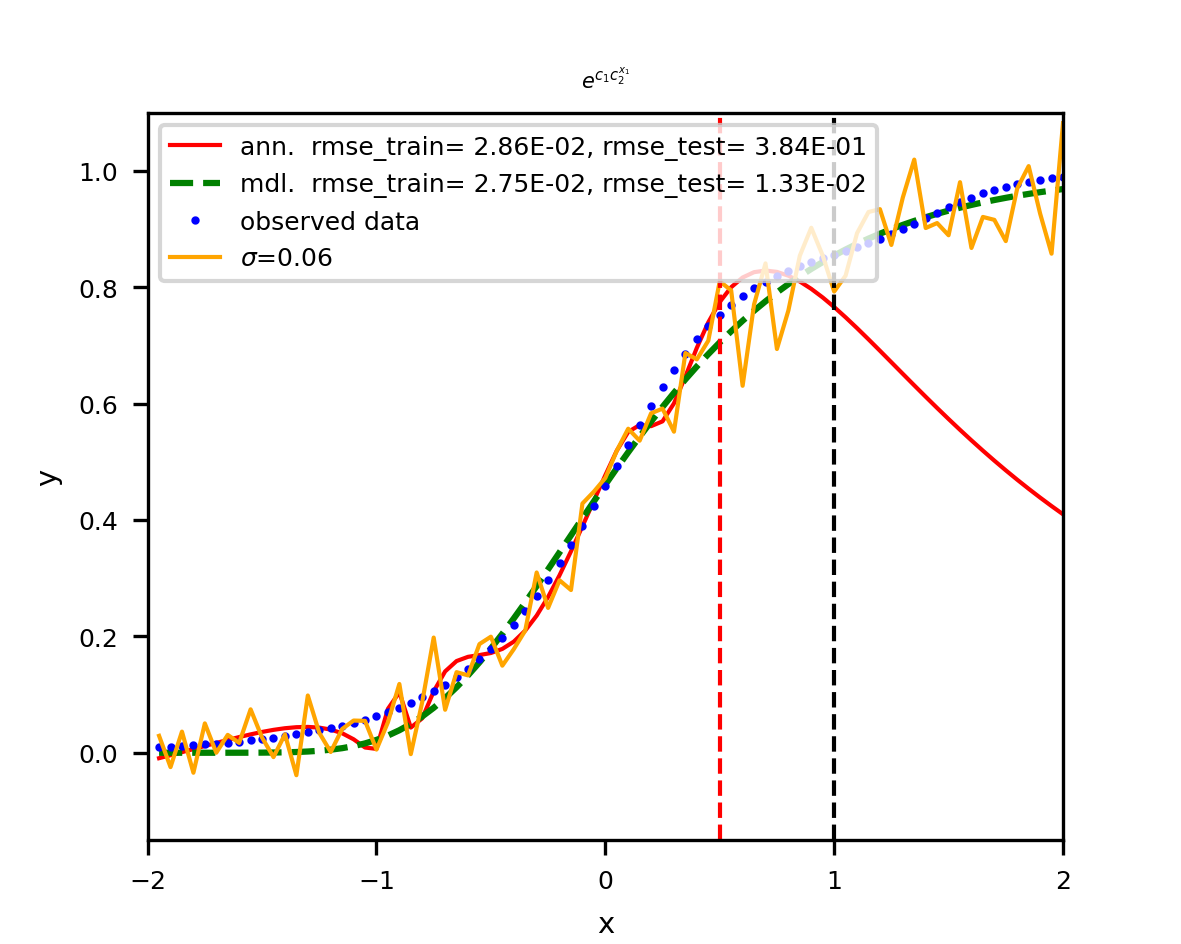 e^{c_1 c_2^{x_1}}
ann.  rmse_train= 2.86E-02, rmse_test= 3.84E-01
mdl.  rmse_train= 2.75E-02, rmse_test= 1.33E-02
observed data
σ=0.06
1.0
0.8
0.6
0.4
0.2
0.0
y
−2 −1 0 1 2
x